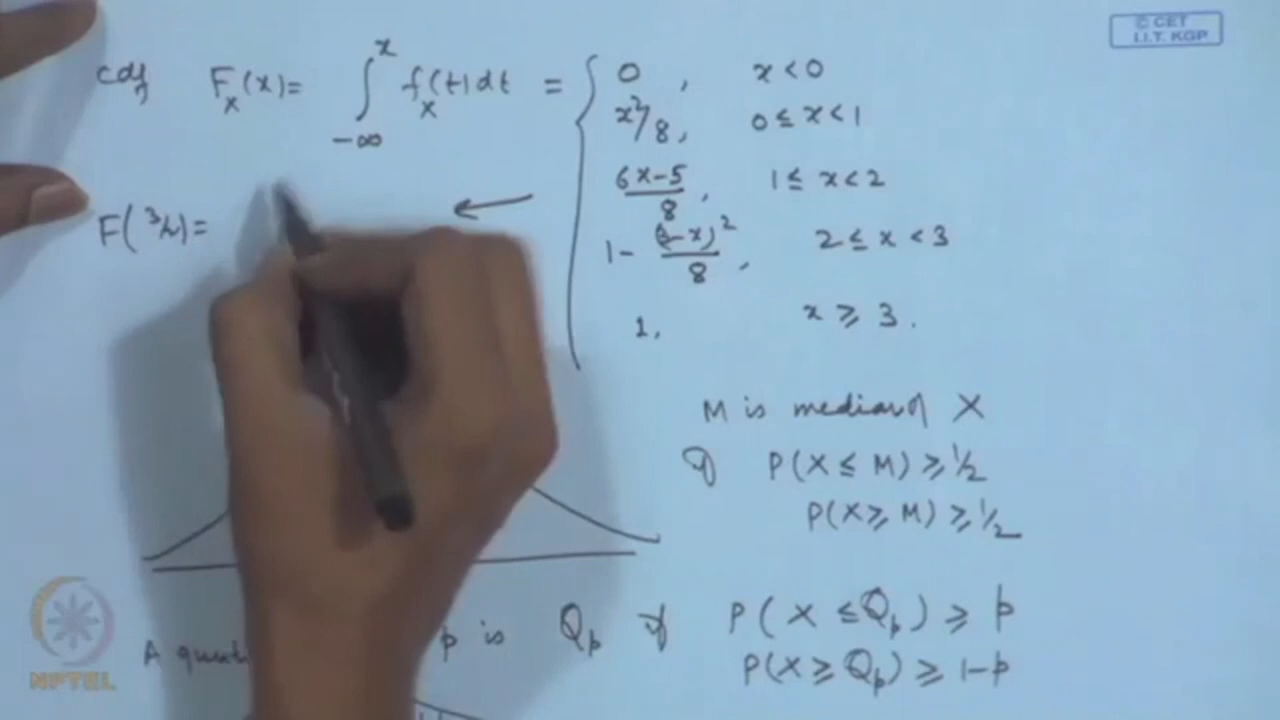 © CET
I.I.T. KGP
cdf F_X(x) = ∫_{-∞}^{x} f_X(t) dt = { 0, x < 0
x²/8, 0 ≤ x < 1
(6x-5)/8, 1 ≤ x < 2
1 - (3-x)²/8, 2 ≤ x < 3
1, x ≥ 3.
F(3/2) =
M is median of X
if P(X ≤ M) ≥ 1/2
P(X ≥ M) ≥ 1/2
A p is Q_p if P(X ≤ Q_p) ≥ p
P(X ≥ Q_p) ≥ 1-p
NPTEL